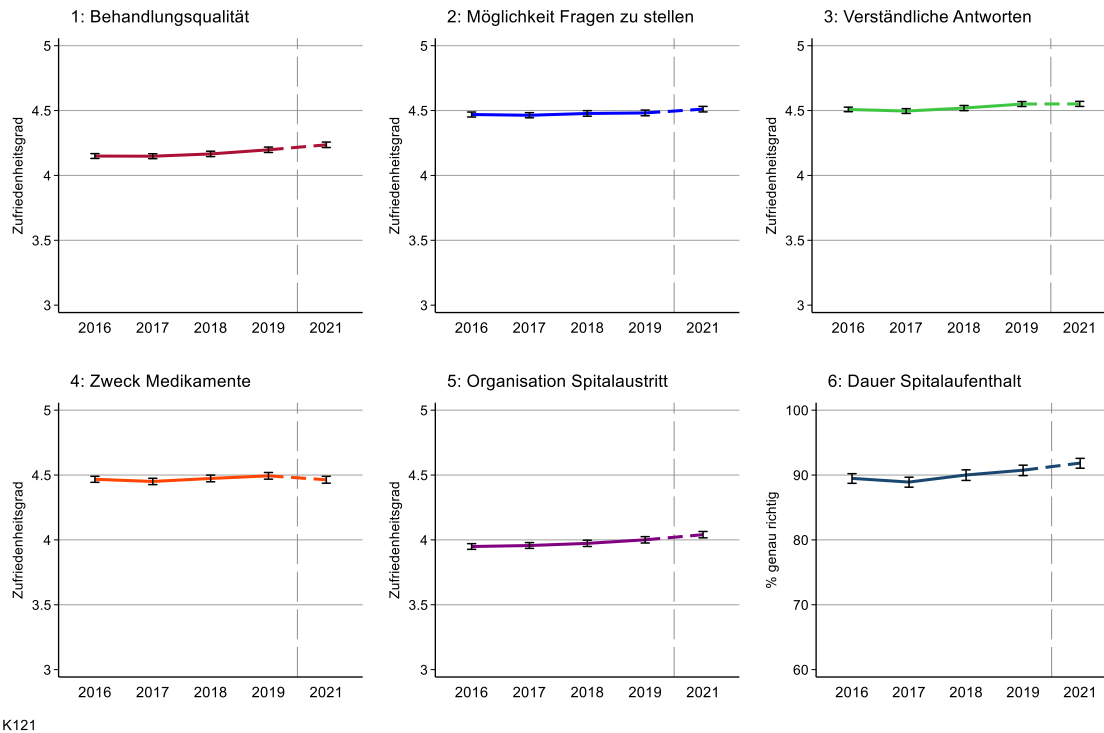 1: Behandlungsqualität
2: Möglichkeit Fragen zu stellen
3: Verständliche Antworten
Zufriedenheitsgrad
5
4.5
4
3.5
3
2016 2017 2018 2019 2021
Zufriedenheitsgrad
5
4.5
4
3.5
3
2016 2017 2018 2019 2021
Zufriedenheitsgrad
5
4.5
4
3.5
3
2016 2017 2018 2019 2021
4: Zweck Medikamente
5: Organisation Spitalaustritt
6: Dauer Spitalaufenthalt
Zufriedenheitsgrad
5
4.5
4
3.5
3
2016 2017 2018 2019 2021
Zufriedenheitsgrad
5
4.5
4
3.5
3
2016 2017 2018 2019 2021
% genau richtig
100
90
80
70
60
2016 2017 2018 2019 2021
K121